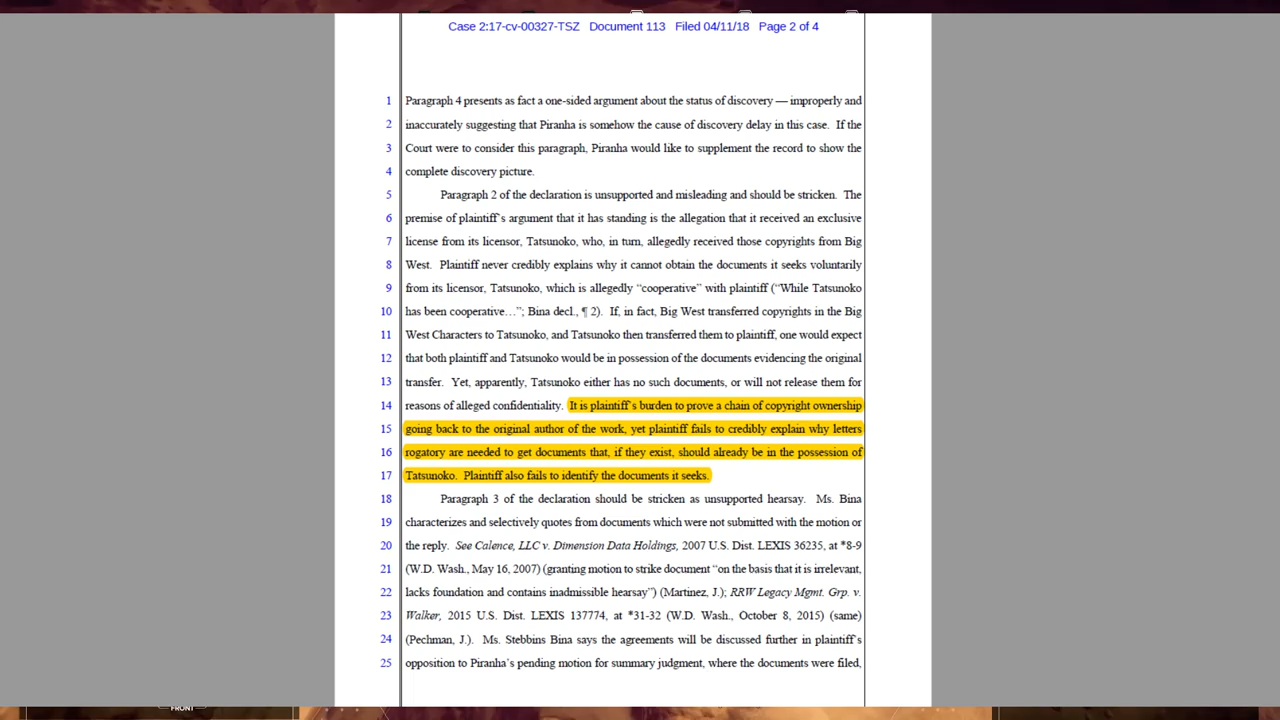 Case 2:17-cv-00327-TSZ Document 113 Filed 04/11/18 Page 2 of 4
1 Paragraph 4 presents as fact a one-sided argument about the status of discovery — improperly and
2 inaccurately suggesting that Piranha is somehow the cause of discovery delay in this case. If the
3 Court were to consider this paragraph, Piranha would like to supplement the record to show the
4 complete discovery picture.
5 Paragraph 2 of the declaration is unsupported and misleading and should be stricken. The
6 premise of plaintiff's argument that it has standing is the allegation that it received an exclusive
7 license from its licensor, Tatsunoko, who, in turn, allegedly received those copyrights from Big
8 West. Plaintiff never credibly explains why it cannot obtain the documents it seeks voluntarily
9 from its licensor, Tatsunoko, which is allegedly “cooperative” with plaintiff (“While Tatsunoko
10 has been cooperative…”; Bina decl., ¶ 2). If, in fact, Big West transferred copyrights in the Big
11 West Characters to Tatsunoko, and Tatsunoko then transferred them to plaintiff, one would expect
12 that both plaintiff and Tatsunoko would be in possession of the documents evidencing the original
13 transfer. Yet, apparently, Tatsunoko either has no such documents, or will not release them for
14 reasons of alleged confidentiality. It is plaintiff's burden to prove a chain of copyright ownership
15 going back to the original author of the work, yet plaintiff fails to credibly explain why letters
16 rogatory are needed to get documents that, if they exist, should already be in the possession of
17 Tatsunoko. Plaintiff also fails to identify the documents it seeks.
18 Paragraph 3 of the declaration should be stricken as unsupported hearsay. Ms. Bina
19 characterizes and selectively quotes from documents which were not submitted with the motion or
20 the reply. See Calence, LLC v. Dimension Data Holdings, 2007 U.S. Dist. LEXIS 36235, at *8-9
21 (W.D. Wash., May 16, 2007) (granting motion to strike document “on the basis that it is irrelevant,
22 lacks foundation and contains inadmissible hearsay”) (Martinez, J.); RRW Legacy Mgmt. Grp. v.
23 Walker, 2015 U.S. Dist. LEXIS 137774, at *31-32 (W.D. Wash., October 8, 2015) (same)
24 (Pechman, J.). Ms. Stebbins Bina says the agreements will be discussed further in plaintiff's
25 opposition to Piranha's pending motion for summary judgment, where the documents were filed,
FRONT